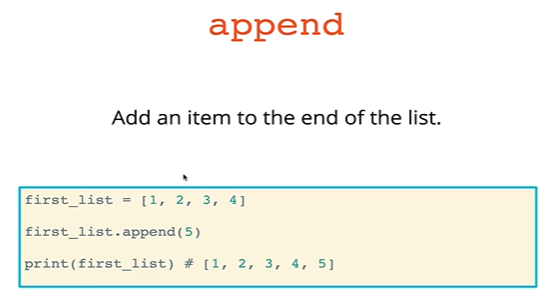 append
Add an item to the end of the list.
first_list = [1, 2, 3, 4]
first_list.append(5)
print(first_list) # [1, 2, 3, 4, 5]